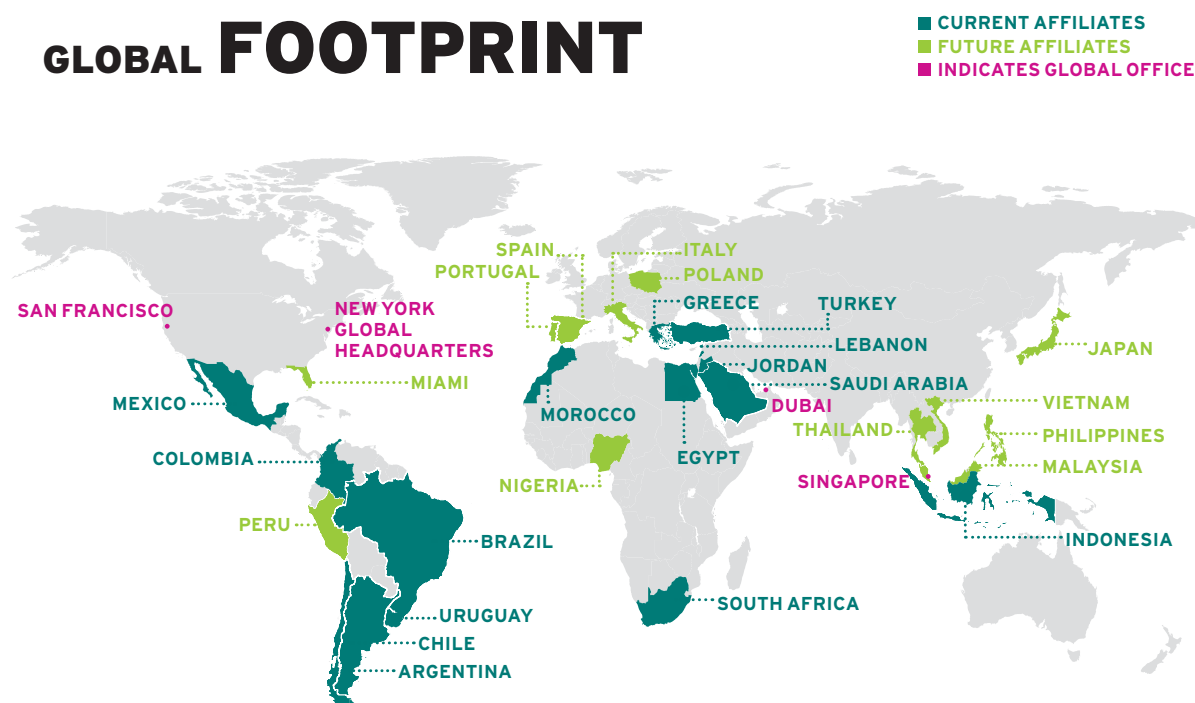 GLOBAL FOOTPRINT
CURRENT AFFILIATES
FUTURE AFFILIATES
INDICATES GLOBAL OFFICE
SPAIN
ITALY
PORTUGAL
POLAND
SAN FRANCISCO
NEW YORK
GLOBAL
HEADQUARTERS
GREECE
TURKEY
LEBANON
JAPAN
JORDAN
MIAMI
SAUDI ARABIA
MEXICO
MOROCCO
DUBAI
VIETNAM
THAILAND
PHILIPPINES
COLOMBIA
EGYPT
MALAYSIA
NIGERIA
SINGAPORE
PERU
BRAZIL
INDONESIA
SOUTH AFRICA
URUGUAY
CHILE
ARGENTINA